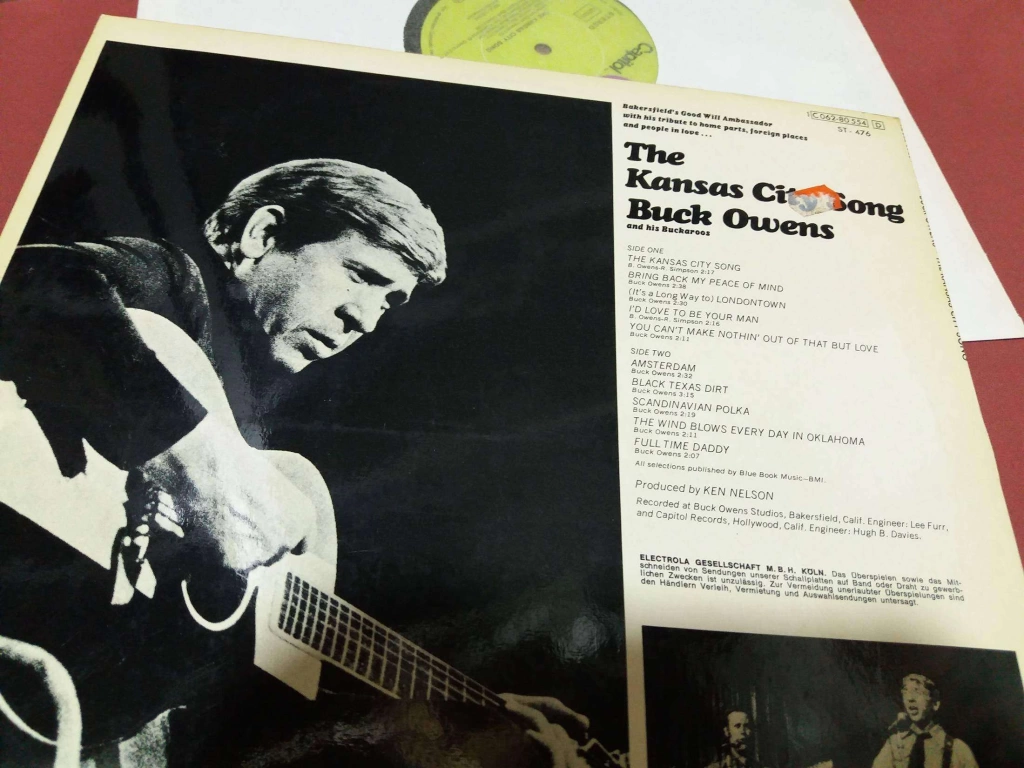 Capitol
Bakersfield's Good Will Ambassador
with his tribute to home parts, foreign places
and people in love...
1C 062-80 554 D
ST - 476
The
Kansas City Song
Buck Owens
and his Buckaroos
SIDE ONE
THE KANSAS CITY SONG
B. Owens-R. Simpson 2:17
BRING BACK MY PEACE OF MIND
Buck Owens 2:38
(It's a Long Way to) LONDONTOWN
Buck Owens 2:30
I'D LOVE TO BE YOUR MAN
B. Owens-R. Simpson 2:16
YOU CAN'T MAKE NOTHIN' OUT OF THAT BUT LOVE
Buck Owens 2:11
SIDE TWO
AMSTERDAM
Buck Owens 2:32
BLACK TEXAS DIRT
Buck Owens 3:15
SCANDINAVIAN POLKA
Buck Owens 2:19
THE WIND BLOWS EVERY DAY IN OKLAHOMA
Buck Owens 2:11
FULL TIME DADDY
Buck Owens 2:07
All selections published by Blue Book Music—BMI.
Produced by KEN NELSON
Recorded at Buck Owens Studios, Bakersfield, Calif. Engineer: Lee Furr,
and Capitol Records, Hollywood, Calif. Engineer: Hugh B. Davies.
ELECTROLA GESELLSCHAFT M.B.H. KÖLN. Das Überspielen sowie das Mit-
schneiden von Sendungen unserer Schallplatten auf Band oder Draht zu gewerb-
lichen Zwecken ist unzulässig. Zur Vermeidung unerlaubter Überspielungen sind
den Händlern Verleih, Vermietung und Auswahlsendungen untersagt.